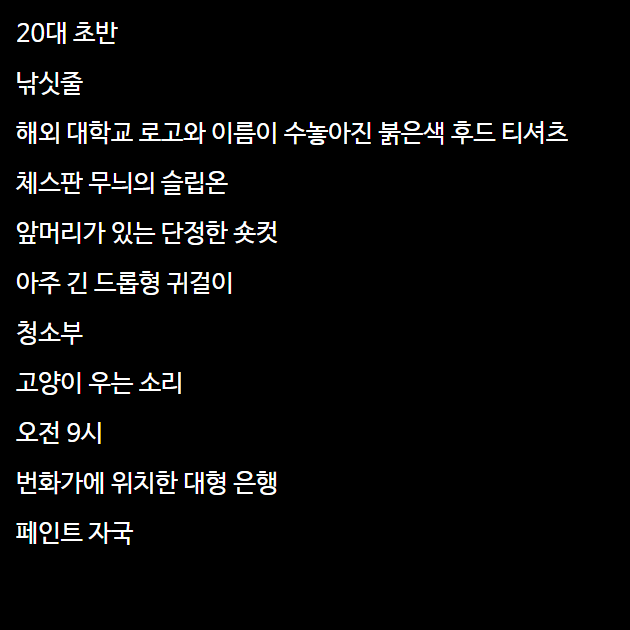 20대 초반
낚싯줄
해외 대학교 로고와 이름이 수놓아진 붉은색 후드 티셔츠
체스판 무늬의 슬립온
앞머리가 있는 단정한 숏컷
아주 긴 드롭형 귀걸이
청소부
고양이 우는 소리
오전 9시
번화가에 위치한 대형 은행
페인트 자국